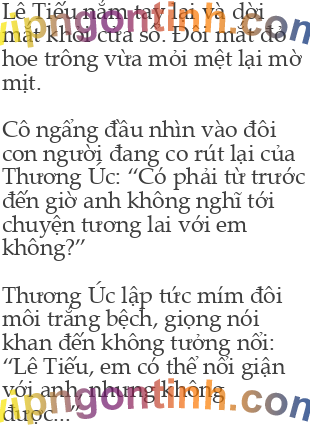 Lê Tiếu nắm tay lại và dời
mắt khỏi cửa sổ. Đôi mắt đỏ
hoe trông vừa mỏi mệt lại mờ
mịt.
Cô ngẩng đầu nhìn vào đôi
con người đang co rút lại của
Thương Úc: “Có phải từ trước
đến giờ anh không nghĩ tới
chuyện tương lai với em
không?”
Thương Úc lập tức mím đôi
môi trắng bệch, giọng nói
khan đến không tưởng nổi:
“Lê Tiếu, em có thể nổi giận
với anh, nhưng không
được...”
vipngontinh.com
vipngontinh.com